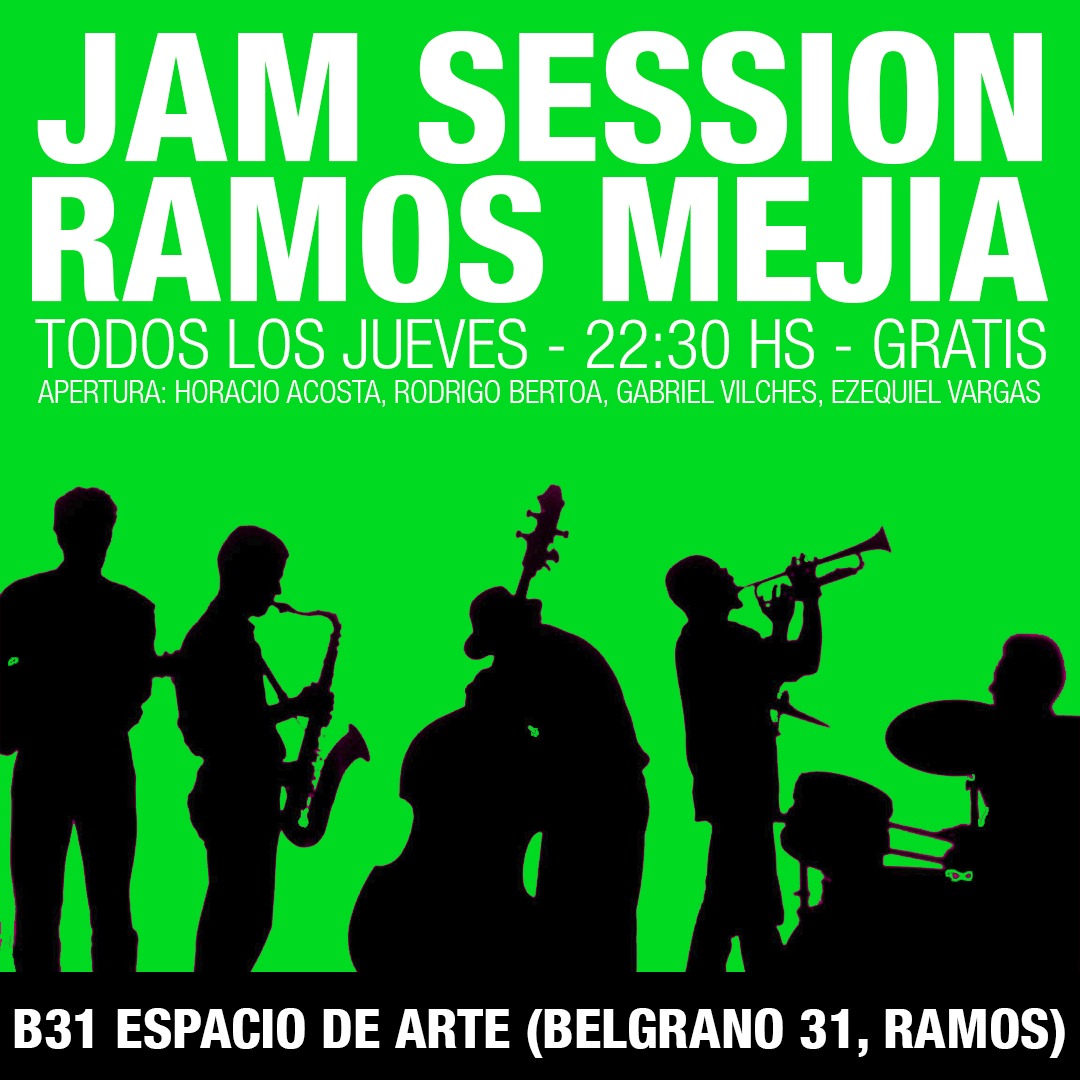 JAM SESSION
RAMOS MEJIA
TODOS LOS JUEVES - 22:30 HS - GRATIS
APERTURA: HORACIO ACOSTA, RODRIGO BERTOA, GABRIEL VILCHES, EZEQUIEL VARGAS
B31 ESPACIO DE ARTE (BELGRANO 31, RAMOS)